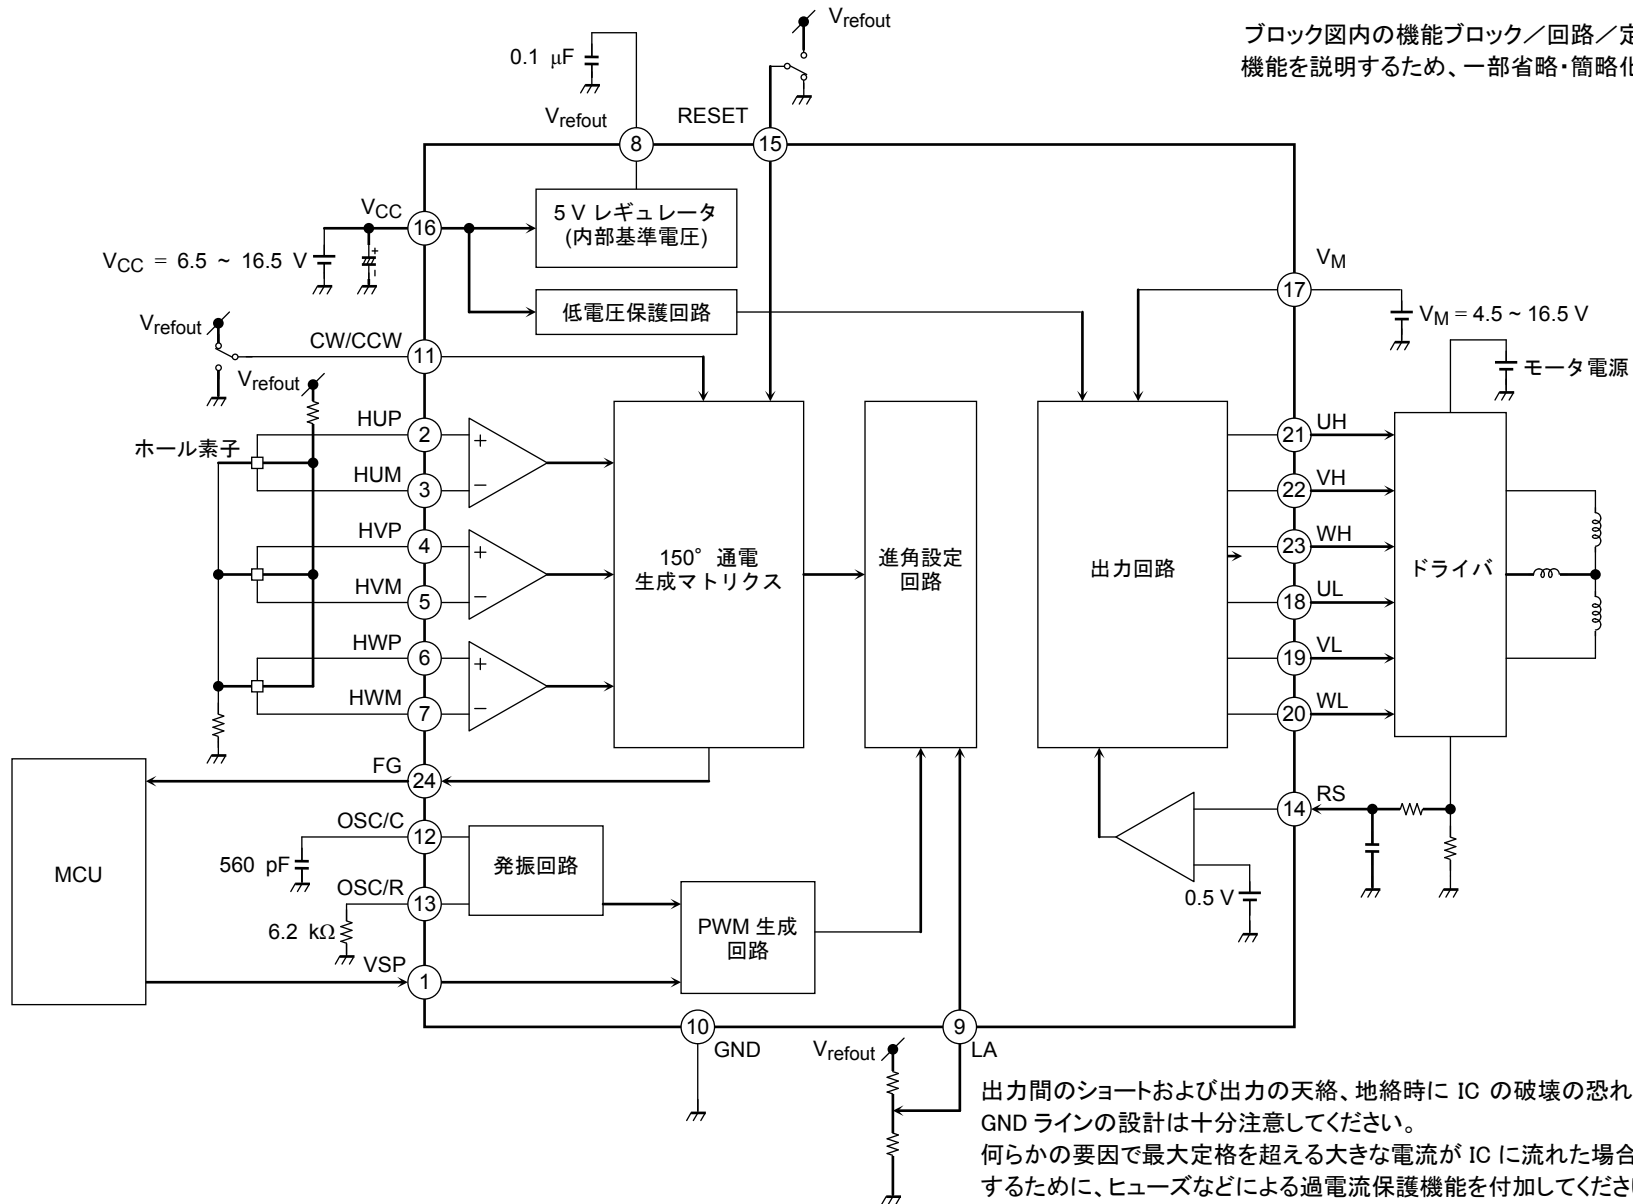 ブロック図内の機能ブロック／回路／定
機能を説明するため、一部省略・簡略化
Vrefout
0.1 μF
Vrefout
RESET
8
15
VCC
16
5 V レギュレータ
(内部基準電圧)
VCC = 6.5 ~ 16.5 V
低電圧保護回路
VM
17
VM = 4.5 ~ 16.5 V
Vrefout
CW/CCW
11
Vrefout
モータ電源
ホール素子
HUP
2
HUM
3
HVP
4
HVM
5
HWP
6
HWM
7
+
−
+
−
+
−
150° 通電
生成マトリクス
進角設定
回路
出力回路
21
UH
22
VH
23
WH
18
UL
19
VL
20
WL
ドライバ
FG
24
14
RS
0.5 V
MCU
OSC/C
12
560 pF
OSC/R
13
6.2 kΩ
発振回路
PWM 生成
回路
VSP
1
10
GND
9
LA
Vrefout
出力間のショートおよび出力の天絡、地絡時に IC の破壊の恐れ
GND ラインの設計は十分注意してください。
何らかの要因で最大定格を超える大きな電流が IC に流れた場合
するために、ヒューズなどによる過電流保護機能を付加してくださ